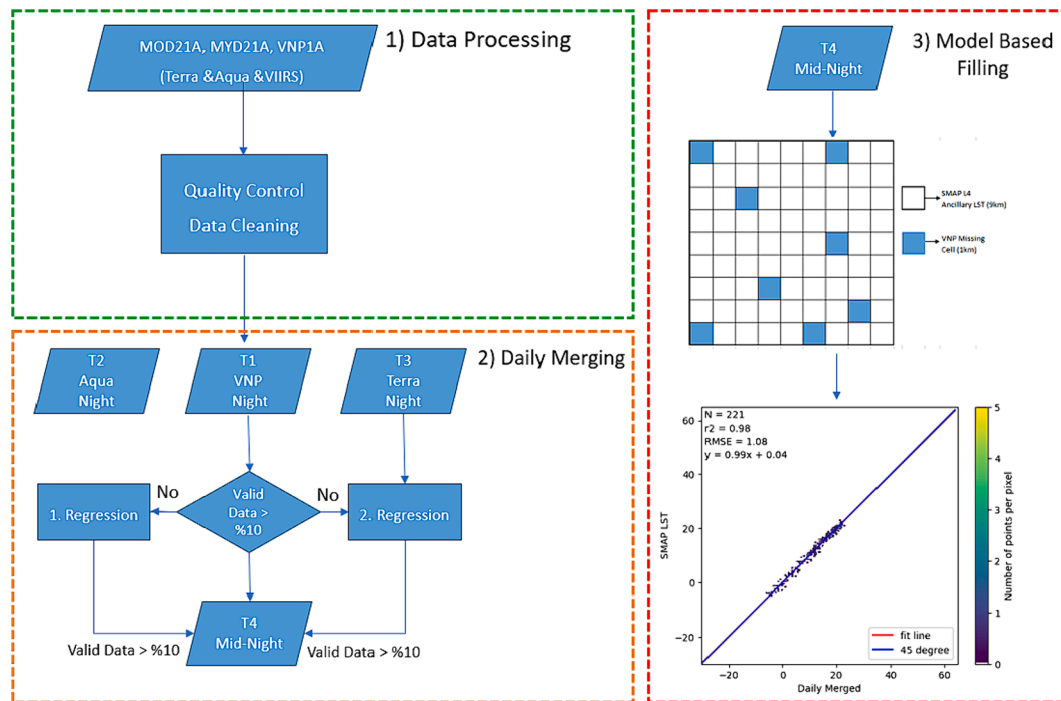 MOD21A, MYD21A, VNP1A
(Terra &Aqua &VIIRS)
1) Data Processing
Quality Control
Data Cleaning
T2
Aqua
Night
T1
VNP
Night
T3
Terra
Night
2) Daily Merging
1. Regression
No
Valid
Data >
%10
No
2. Regression
T4
Mid-Night
Valid Data > %10
Valid Data > %10
T4
Mid-Night
3) Model Based
Filling
SMAP L4
Ancillary LST (9km)
VNP Missing
Cell (1km)
N = 221
r2 = 0.98
RMSE = 1.08
y = 0.99x + 0.04
60
40
20
0
−20
SMAP LST
−20
0
20
40
60
Daily Merged
fit line
45 degree
5
4
3
2
1
0
Number of points per pixel